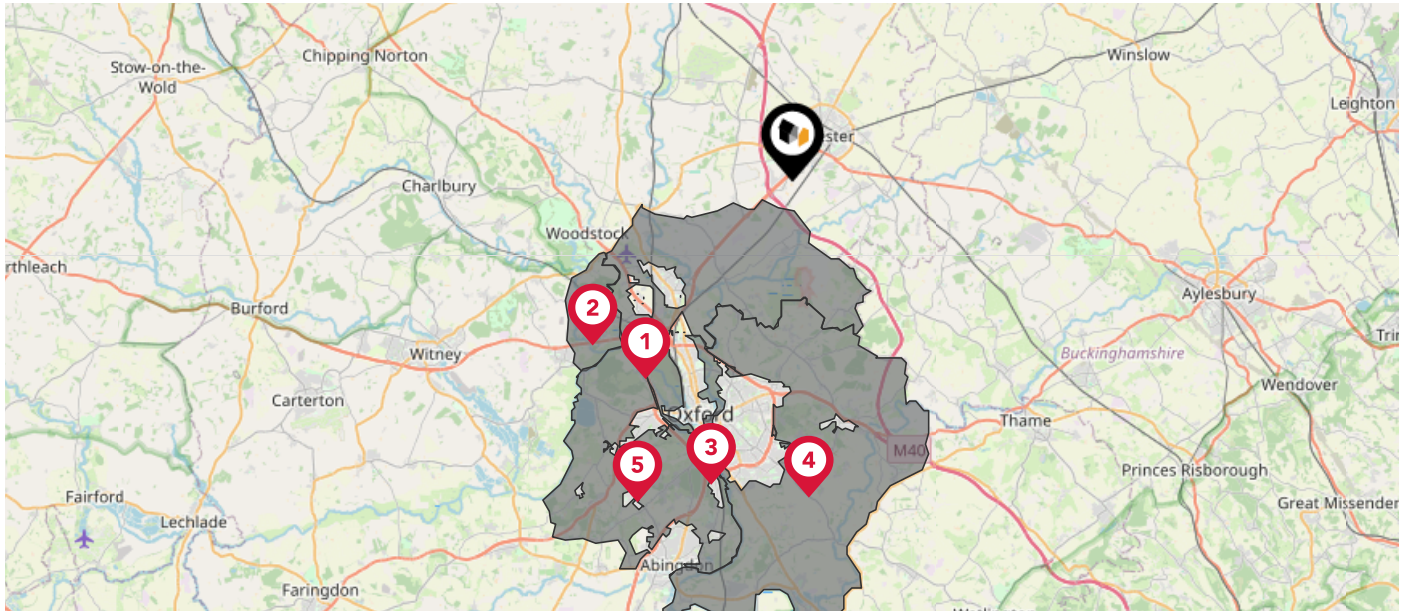 Chipping Norton
Winslow
Stow-on-the-
Wold
Leighton
ster
Charlbury
Woodstock
rthleach
Aylesbury
Burford
2
1
Tri
Buckinghamshire
Witney
Wendover
Carterton
Oxford
Thame
3
M40
4
5
Princes Risborough
Fairford
Great Missenden
Lechlade
Abingdon
Faringdon